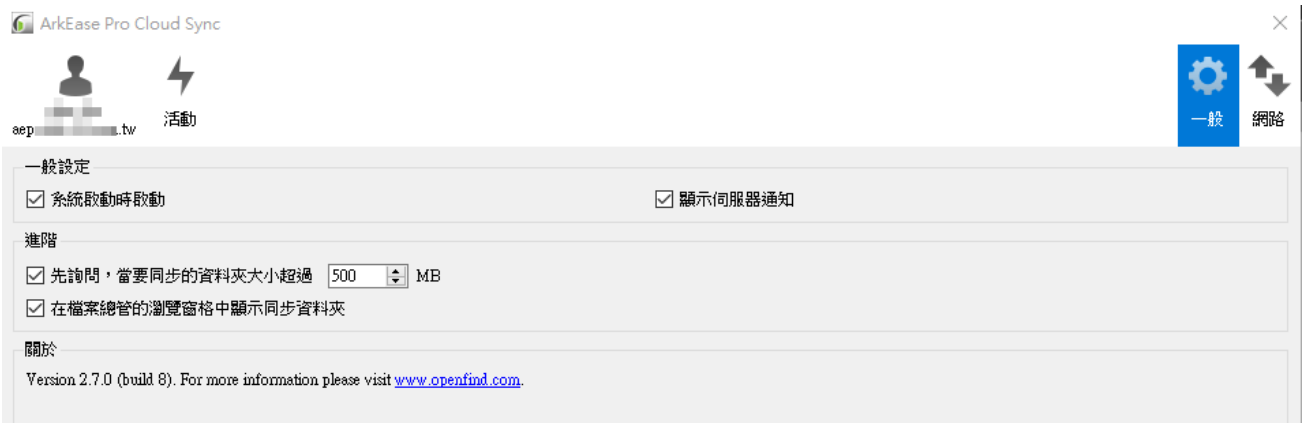 ArkEase Pro Cloud Sync
活動
一般
網路
aep
.tw
一般設定
系統啟動時啟動
顯示伺服器通知
進階
先詢問，當要同步的資料夾大小超過 500 MB
在檔案總管的瀏覽窗格中顯示同步資料夾
關於
Version 2.7.0 (build 8). For more information please visit www.openfind.com.